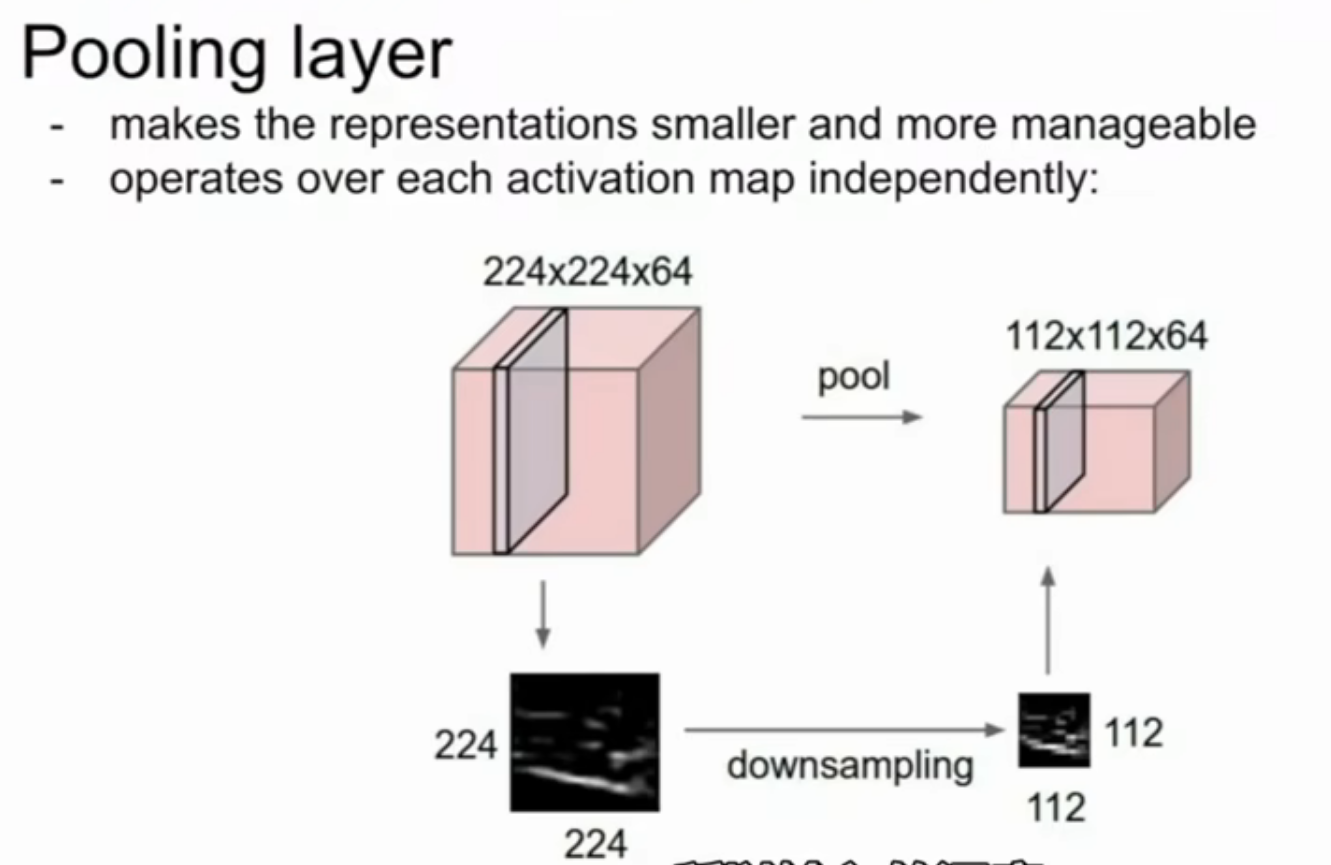 Pooling layer
- makes the representations smaller and more manageable
- operates over each activation map independently:
224x224x64
112x112x64
pool
224
downsampling
112
112
224